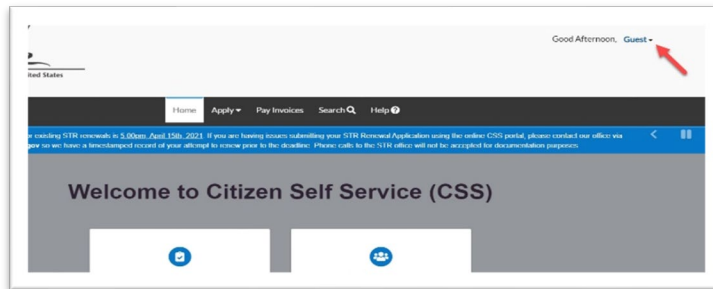 Good Afternoon, Guest
ited States
Home Apply Pay Invoices Search Help
r existing STR renewals is 5:00pm April 15th, 2021. If you are having issues submitting your STR Renewal Application using the online CSS portal, please contact our office via
gov so we have a timestamped record of your attempt to renew prior to the deadline. Phone calls to the STR office will not be accepted for documentation purposes.
Welcome to Citizen Self Service (CSS)